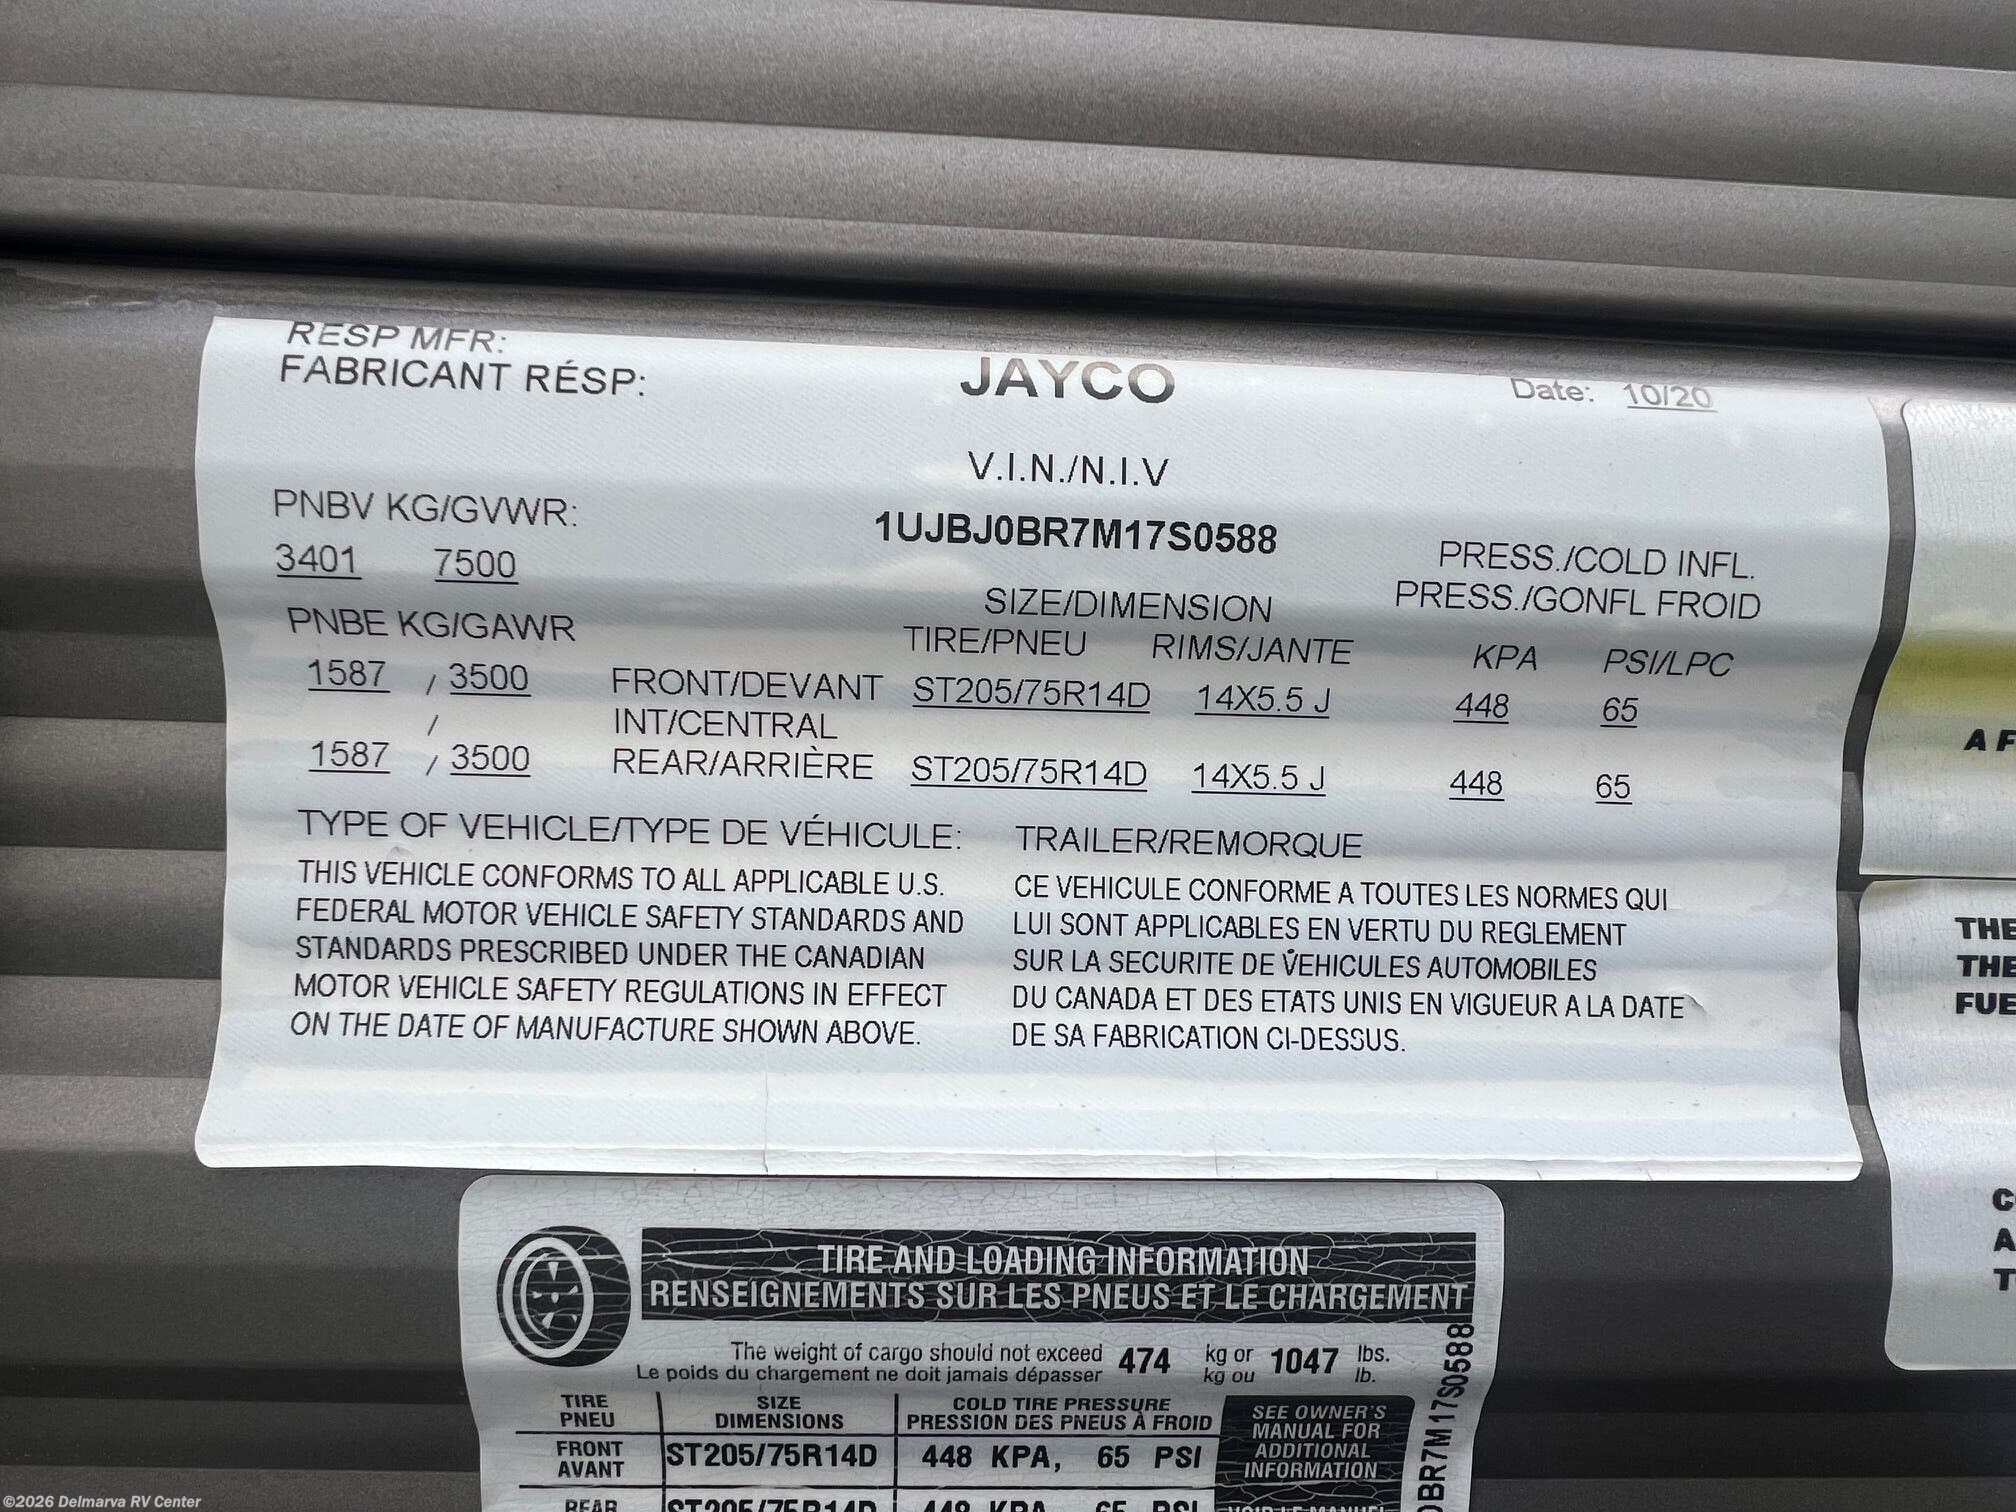 RESP MFR:
FABRICANT RÉSP:
JAYCO
Date: 10/20
V.I.N./N.I.V
1UJBJ0BR7M17S0588
PNBV KG/GVWR:
3401 7500
PRESS./COLD INFL.
PRESS./GONFL FROID
SIZE/DIMENSION
PNBE KG/GAWR
TIRE/PNEU RIMS/JANTE KPA PSI/LPC
1587 / 3500 FRONT/DEVANT ST205/75R14D 14X5.5 J 448 65
/ INT/CENTRAL
1587 / 3500 REAR/ARRIÈRE ST205/75R14D 14X5.5 J 448 65
TYPE OF VEHICLE/TYPE DE VÉHICULE: TRAILER/REMORQUE
THIS VEHICLE CONFORMS TO ALL APPLICABLE U.S.
FEDERAL MOTOR VEHICLE SAFETY STANDARDS AND
STANDARDS PRESCRIBED UNDER THE CANADIAN
MOTOR VEHICLE SAFETY REGULATIONS IN EFFECT
ON THE DATE OF MANUFACTURE SHOWN ABOVE.
CE VEHICULE CONFORME A TOUTES LES NORMES QUI
LUI SONT APPLICABLES EN VERTU DU REGLEMENT
SUR LA SECURITE DE VEHICULES AUTOMOBILES
DU CANADA ET DES ETATS UNIS EN VIGUEUR A LA DATE
DE SA FABRICATION CI-DESSUS.
TIRE AND LOADING INFORMATION
RENSEIGNEMENTS SUR LES PNEUS ET LE CHARGEMENT
The weight of cargo should not exceed 474 kg or 1047 lbs.
Le poids du chargement ne doit jamais dépasser kg ou lb.
TIRE
PNEU
SIZE
DIMENSIONS
COLD TIRE PRESSURE
PRESSION DES PNEUS À FROID
SEE OWNER'S
MANUAL FOR
ADDITIONAL
INFORMATION
FRONT
AVANT
ST205/75R14D
448 KPA, 65 PSI
REAR ST205/75R14D 448 KPA 65 PSI
VOIR LE MANUEL
0BR7M17S0588
A F
THE
THE
FUE
C
A
T
©2026 Delmarva RV Center